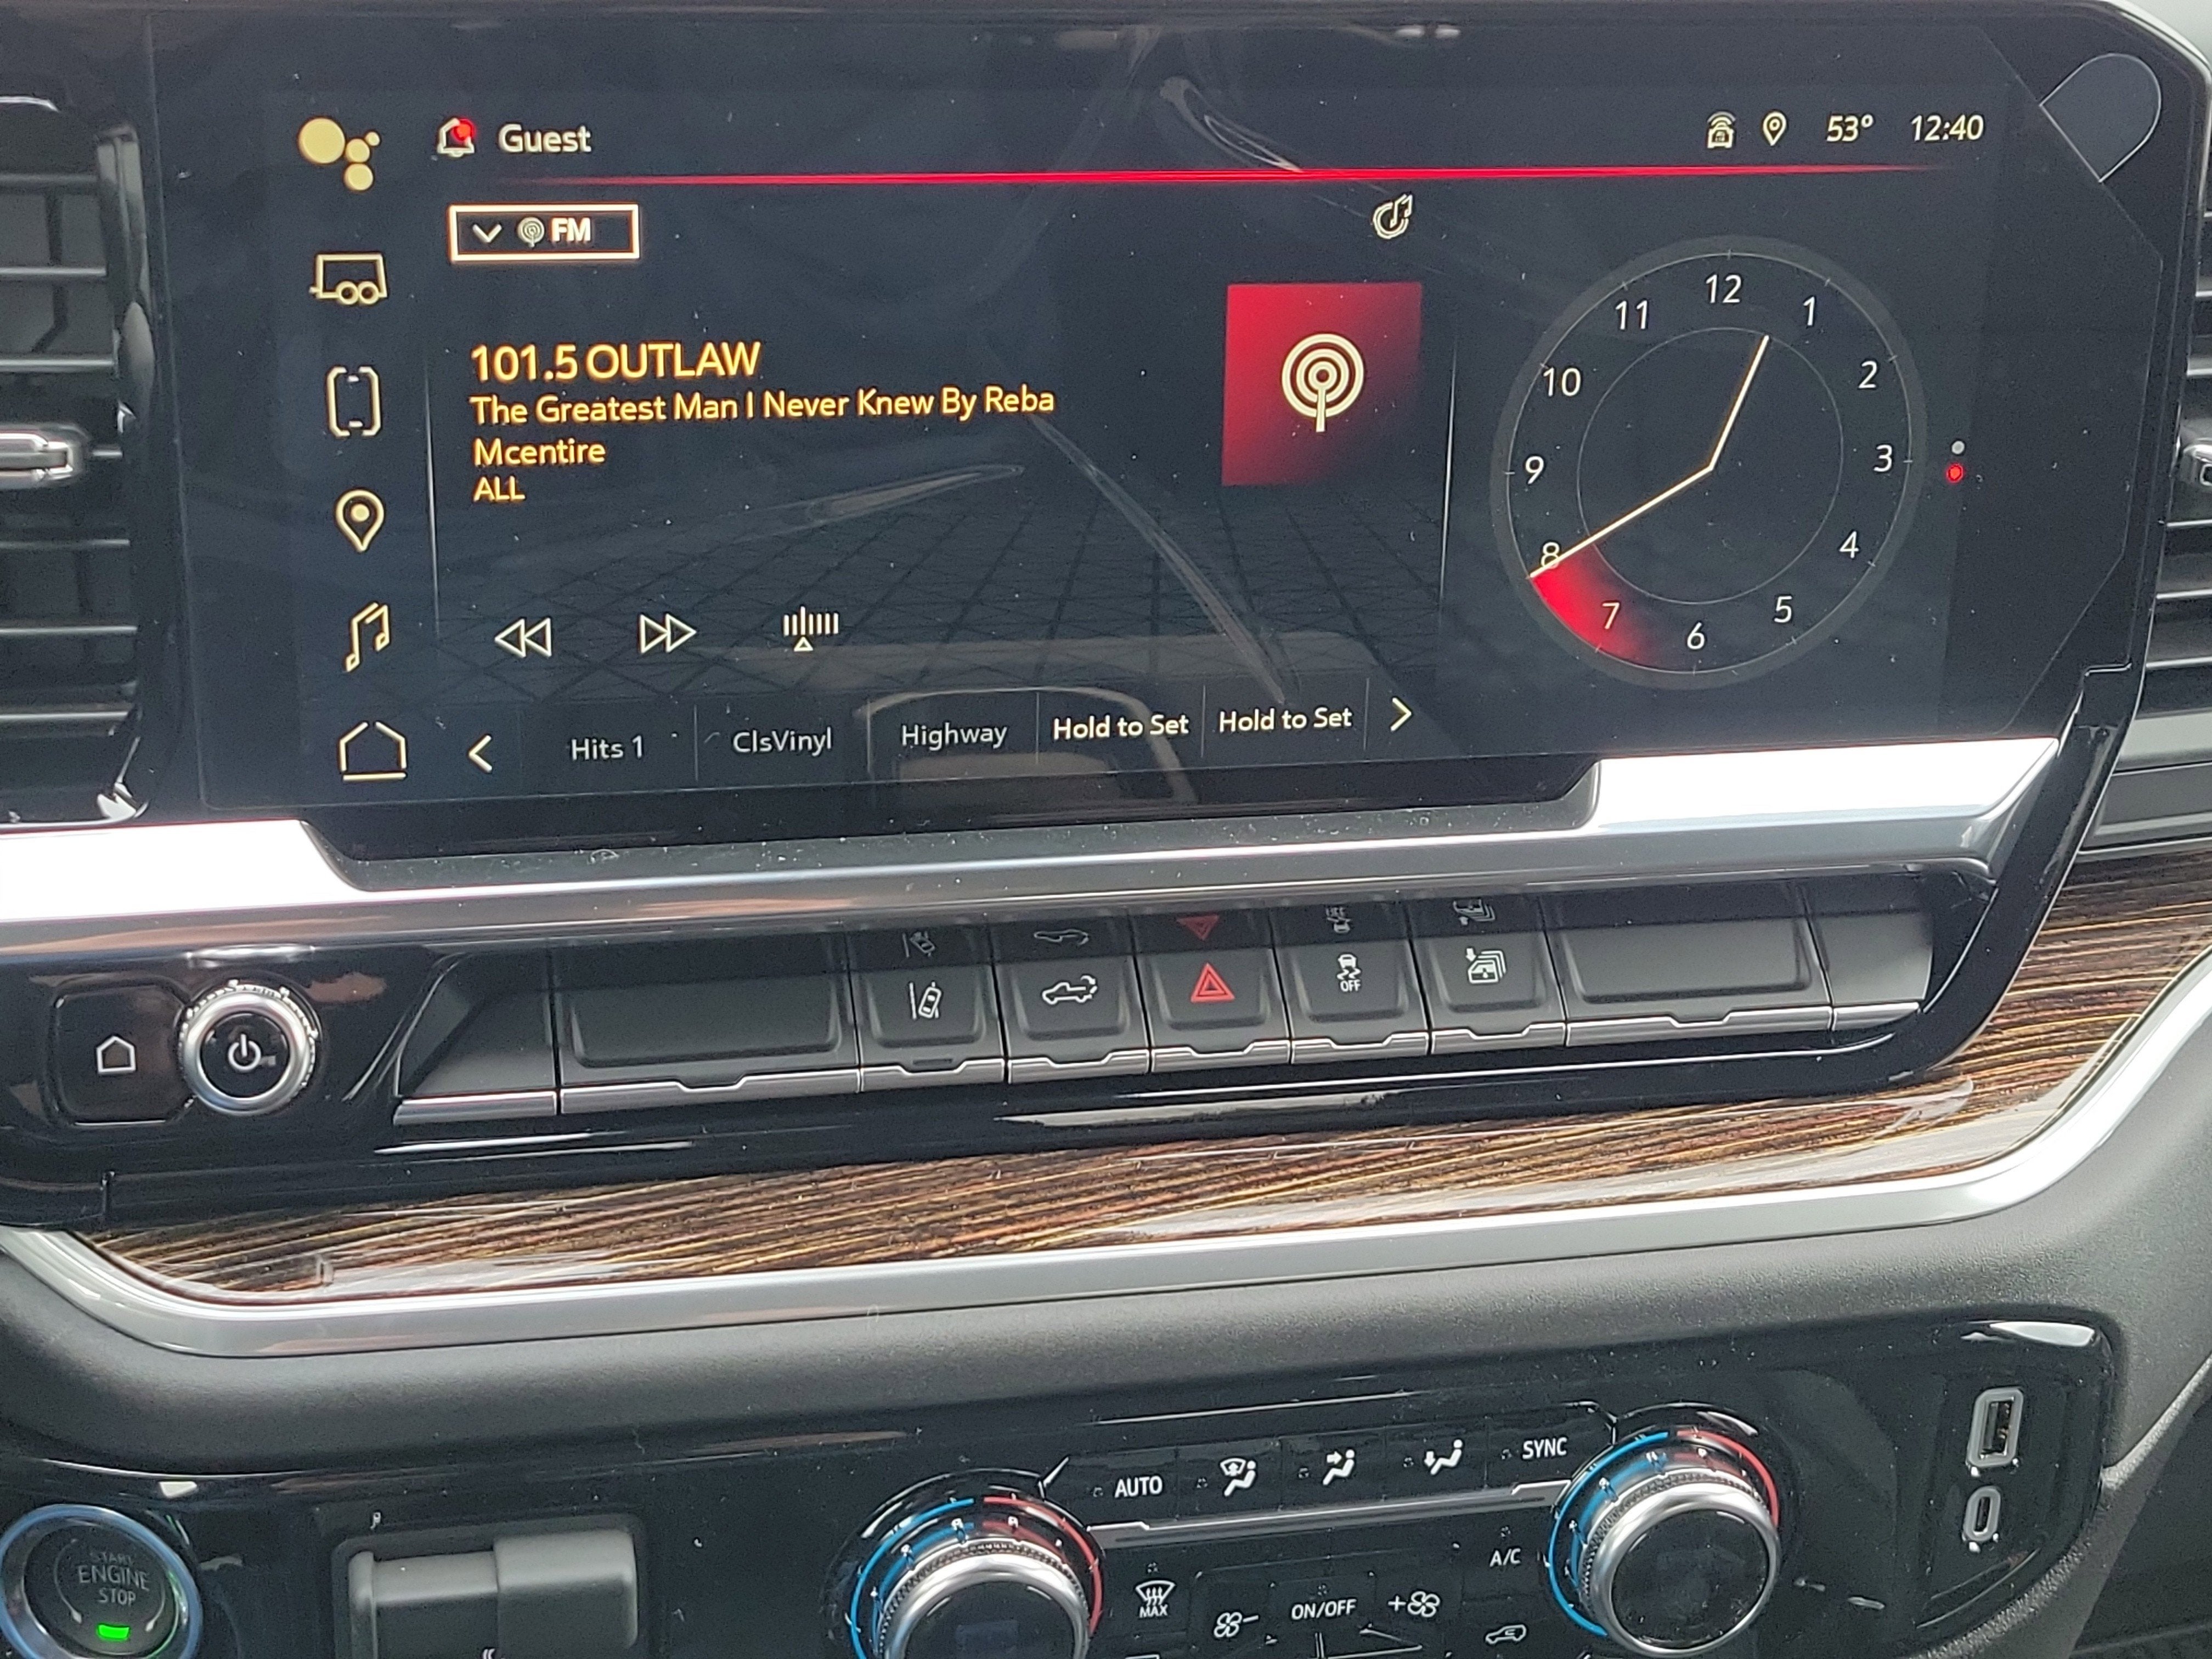 Guest
53° 12:40
FM
101.5 OUTLAW
The Greatest Man I Never Knew By Reba
Mcentire
ALL
12
11
1
10
2
9
3
8
4
7
5
6
Hits 1
ClsVinyl
Highway
Hold to Set
Hold to Set
OFF
AUTO
SYNC
A/C
MAX
ON/OFF
START
ENGINE
STOP